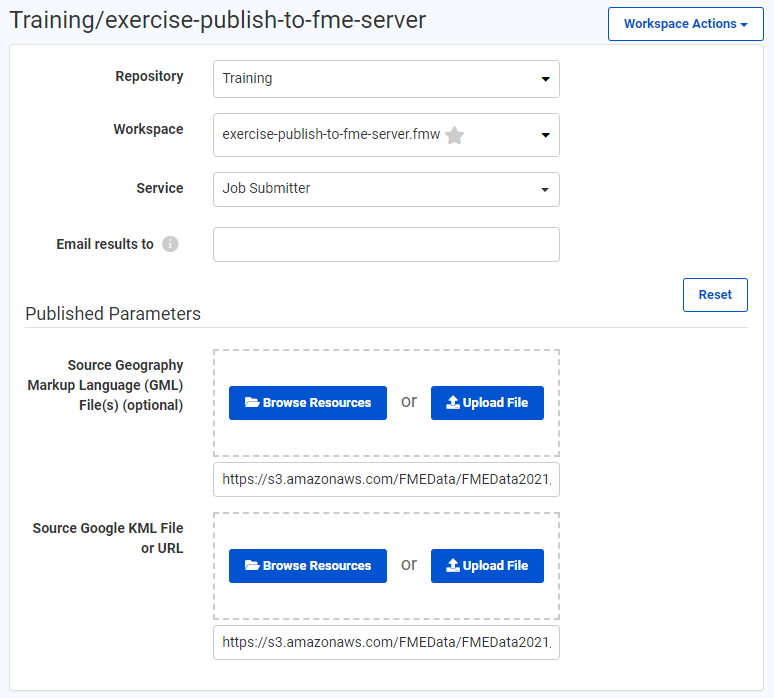 Training/exercise-publish-to-fme-server
Workspace Actions
Repository
Training
Workspace
exercise-publish-to-fme-server.fmw
Service
Job Submitter
Email results to
Reset
Published Parameters
Source Geography
Markup Language (GML)
File(s) (optional)
Browse Resources or Upload File
https://s3.amazonaws.com/FMEData/FMEData2021,
Source Google KML File
or URL
Browse Resources or Upload File
https://s3.amazonaws.com/FMEData/FMEData2021,